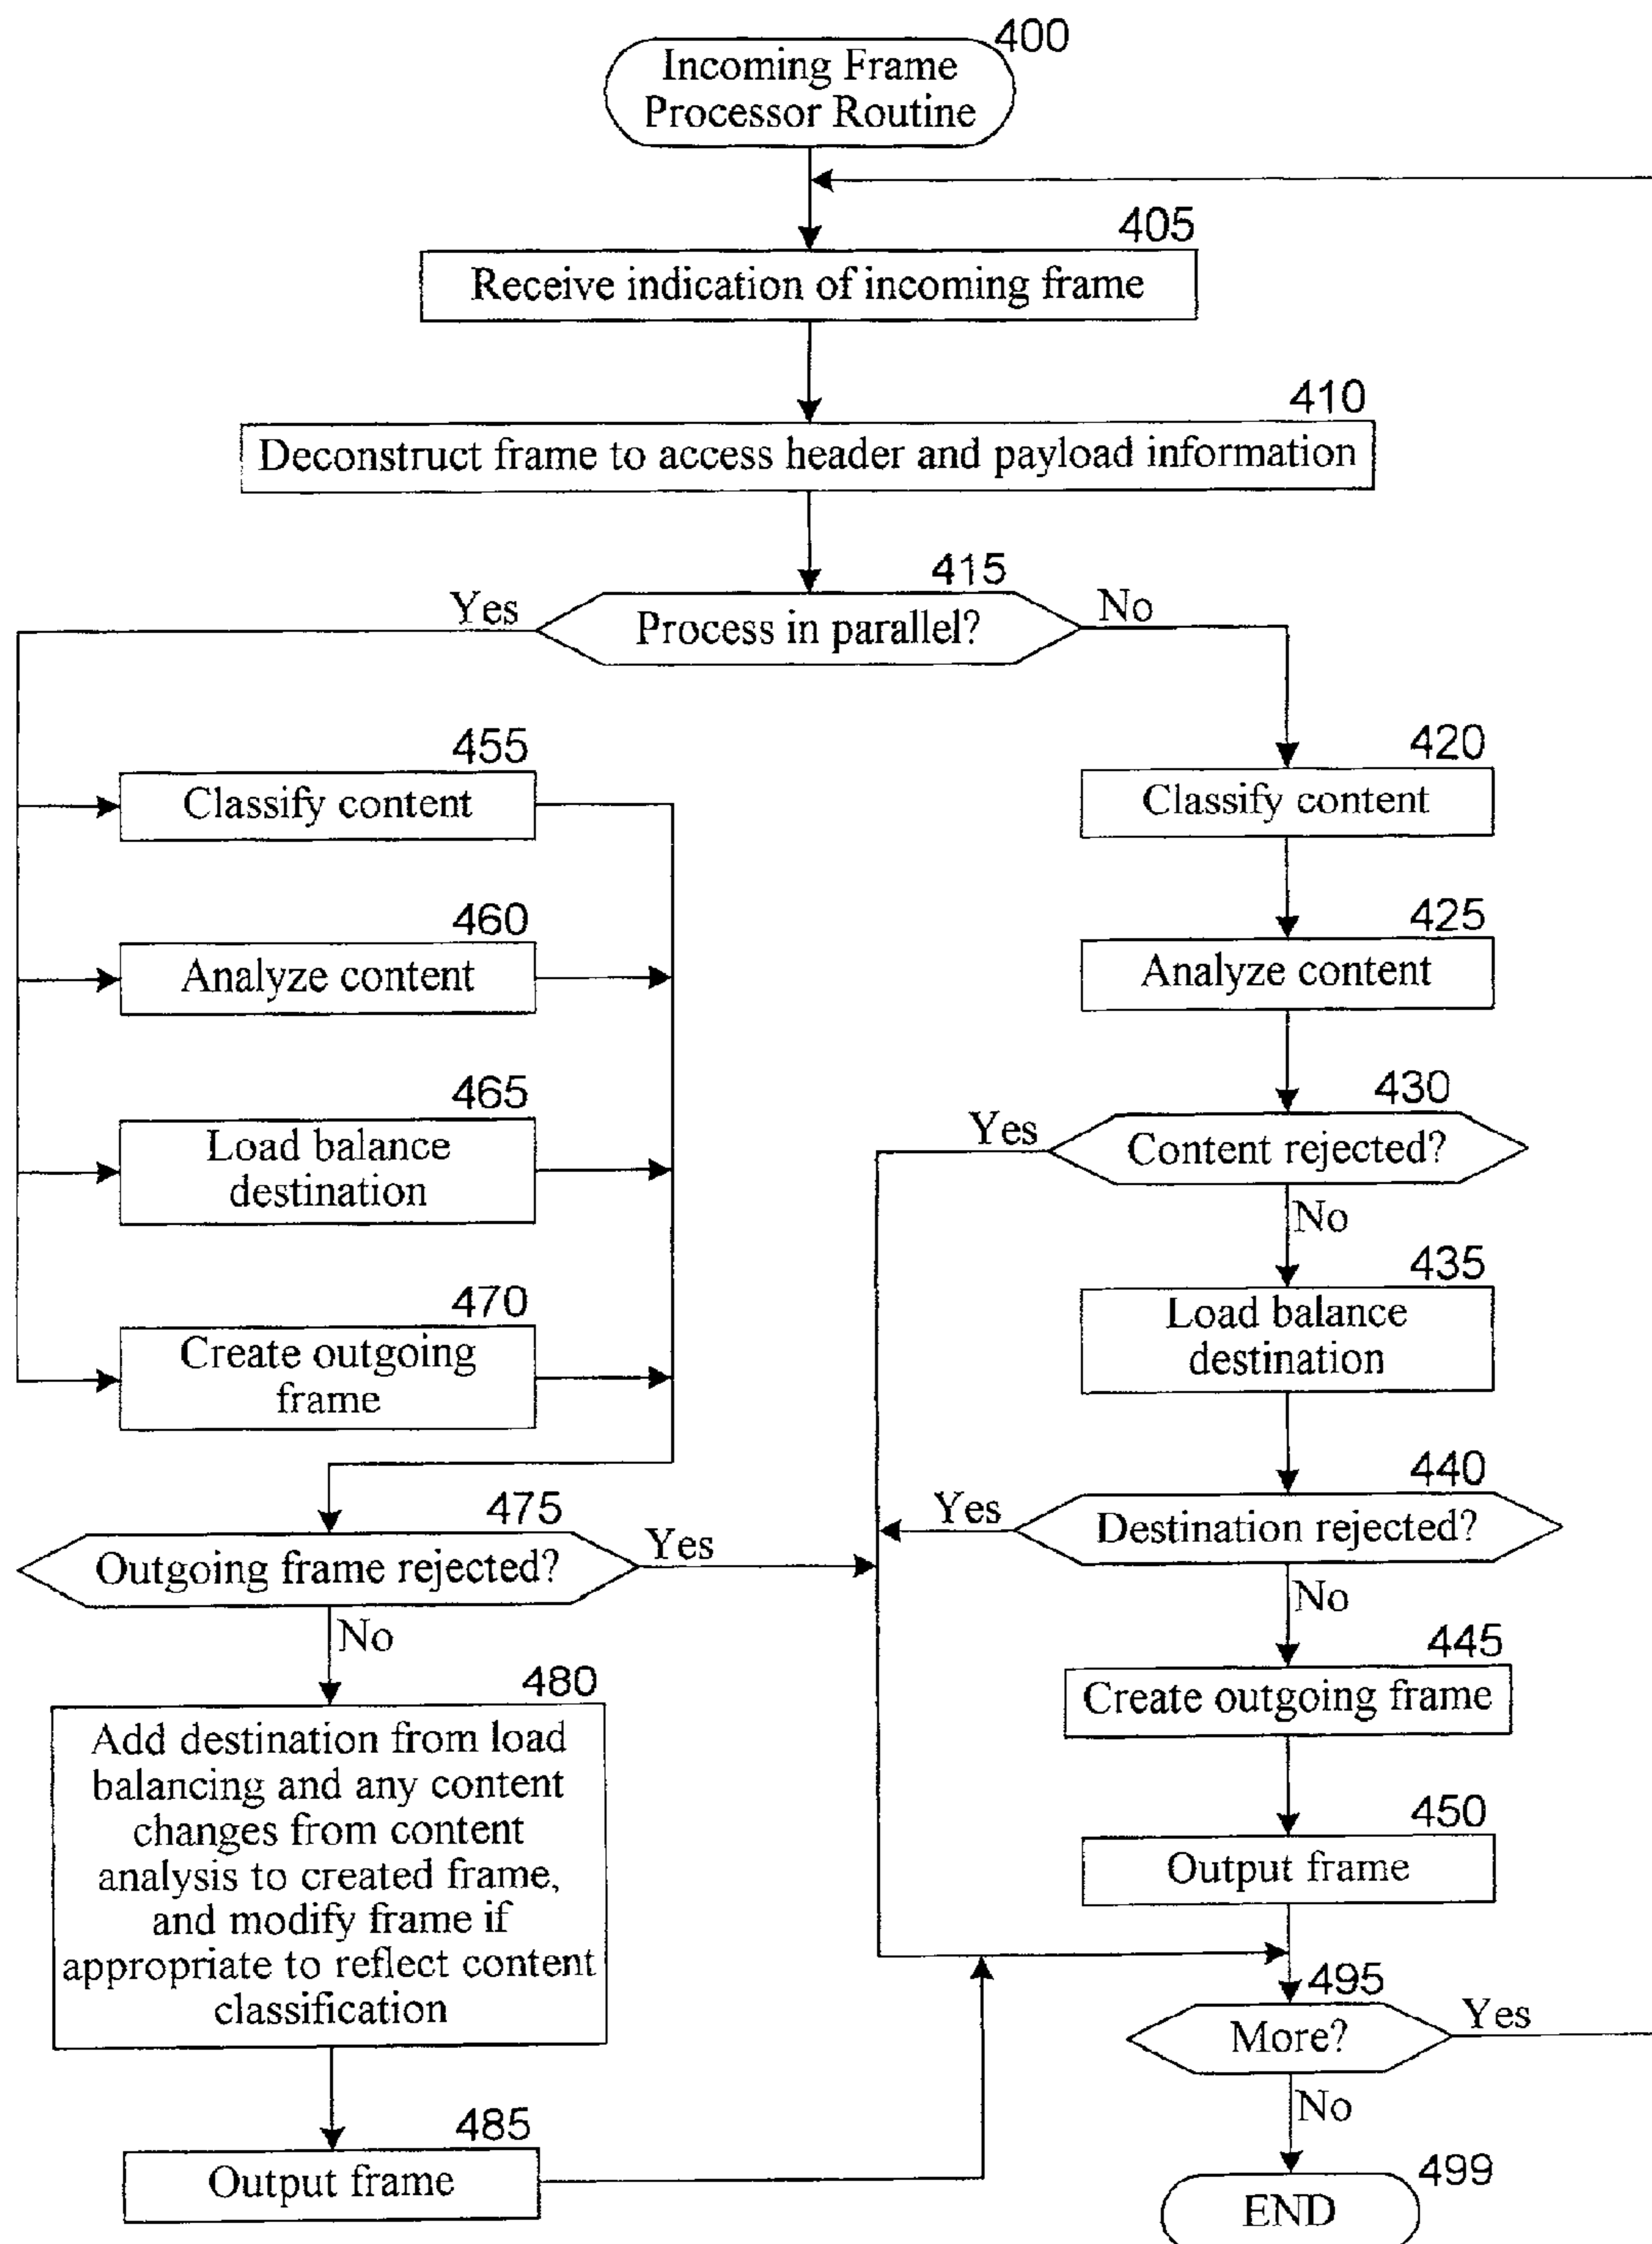 400
Incoming Frame
Processor Routine
405
Receive indication of incoming frame
410
Deconstruct frame to access header and payload information
415
Process in parallel?
Yes
No
455
Classify content
460
Analyze content
465
Load balance
destination
470
Create outgoing
frame
475
Outgoing frame rejected?
Yes
No
480
Add destination from load
balancing and any content
changes from content
analysis to created frame,
and modify frame if
appropriate to reflect content
classification
485
Output frame
420
Classify content
425
Analyze content
430
Content rejected?
Yes
No
435
Load balance
destination
440
Destination rejected?
Yes
No
445
Create outgoing frame
450
Output frame
495
More?
Yes
No
499
END